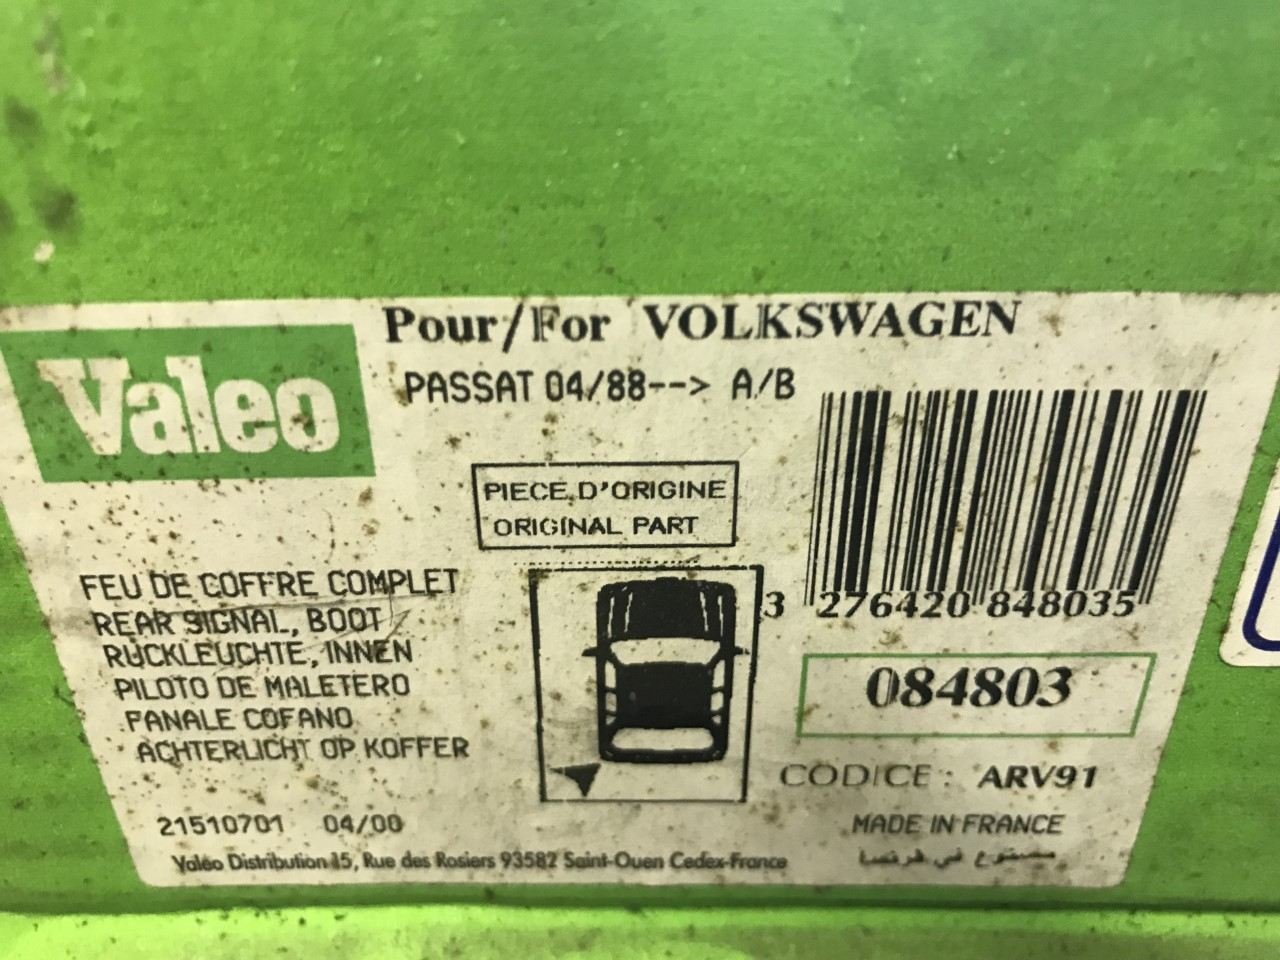 Valeo
Pour/For VOLKSWAGEN
PASSAT 04/88--> A/B
PIECE D'ORIGINE
ORIGINAL PART
FEU DE COFFRE COMPLET
REAR SIGNAL, BOOT
RUCKLEUCHTE, INNEN
PILOTO DE MALETERO
FANALE COFANO
ACHTERLICHT OP KOFFER
3 276420 848035
084803
CODICE: ARV91
21510701 04/00
MADE IN FRANCE
Valéo Distribution 15, Rue des Rosiers 93582 Saint-Ouen Cedex-France
مصنوع في فرنسا